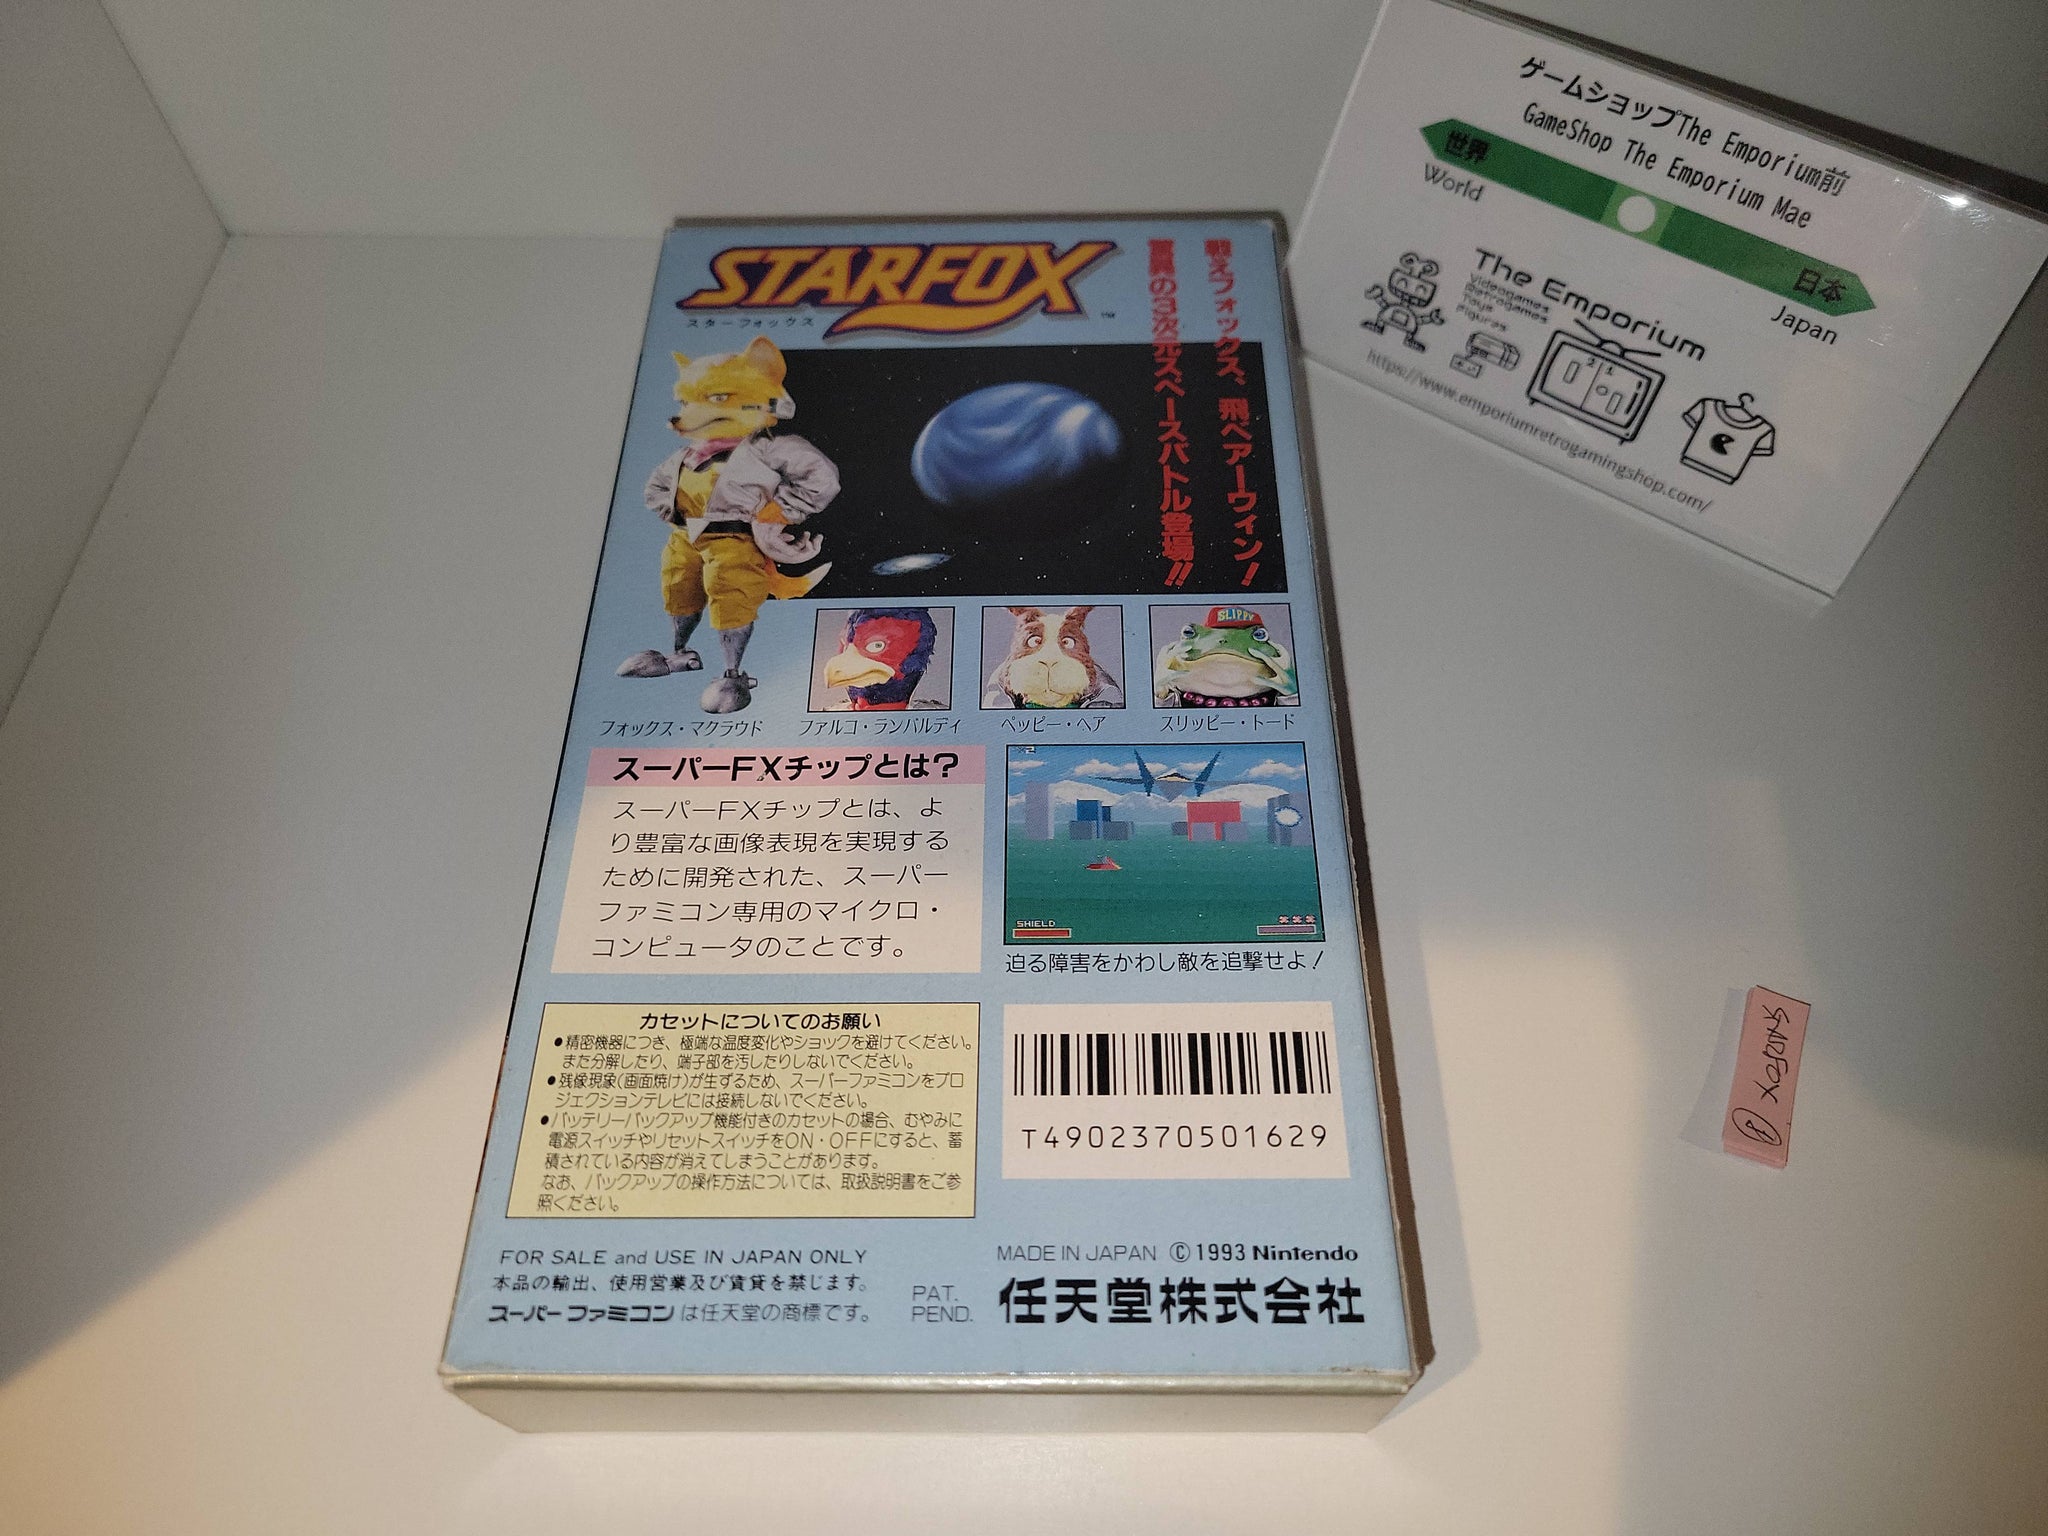 ゲームショップThe Emporium前
GameShop The Emporium Mae
世界
World
日本
Japan
The Emporium
Videogames
Retrogames
Toys
Figures
https://www.emporiumretrogamingshop.com/
STARFOX
TM
スターフォックス
戦えフォックス、飛べアーウィン!
驚異の3次元スペースバトル登場!!
SLIPPY
フォックス・マクラウド
ファルコ・ランバルディ
ペッピー・ヘア
スリッピー・トード
スーパーFXチップとは?
スーパーFXチップとは、よ
り豊富な画像表現を実現する
ために開発された、スーパー
ファミコン専用のマイクロ・
コンピュータのことです。
SHIELD
迫る障害をかわし敵を追撃せよ!
カセットについてのお願い
●精密機器につき、極端な温度変化やショックを避けてください。
また分解したり、端子部を汚したりしないでください。
●残像現象(画面焼け)が生ずるため、スーパーファミコンをプロ
ジェクションテレビには接続しないでください。
●バッテリーバックアップ機能付きのカセットの場合、むやみに
電源スイッチやリセットスイッチをON・OFFにすると、蓄
積されている内容が消えてしまうことがあります。
なお、バックアップの操作方法については、取扱説明書をご参
照ください。
T4902370501629
FOR SALE and USE IN JAPAN ONLY
本品の輸出、使用営業及び賃貸を禁じます。
スーパーファミコンは任天堂の商標です。
PAT.
PEND.
MADE IN JAPAN ©1993 Nintendo
任天堂株式会社
STARFOX